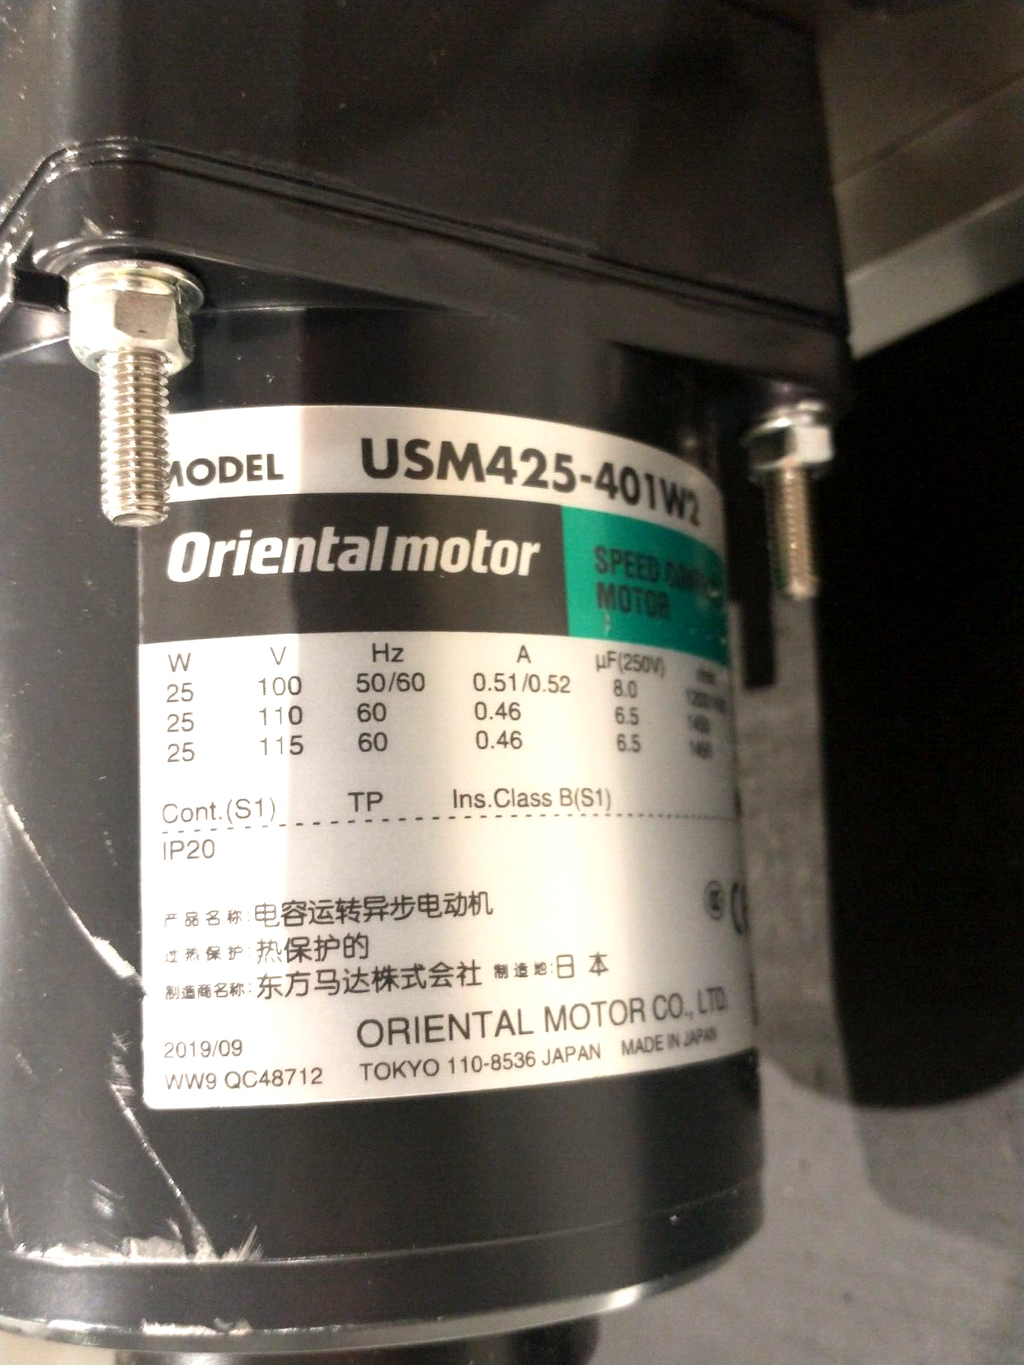 MODEL USM425-401W2
Orientalmotor
SPEED
MOTOR
W V Hz A µF(250V)
25 100 50/60 0.51/0.52 8.0
25 110 60 0.46 6.5 1450
25 115 60 0.46 6.5 1450
Cont.(S1) TP Ins.Class B(S1)
IP20
产品名称:电容运转异步电动机
过热保护:热保护的
制造商名称:东方马达株式会社 制造地:日本
ORIENTAL MOTOR CO., LTD.
2019/09
WW9 QC48712 TOKYO 110-8536 JAPAN MADE IN JAPAN